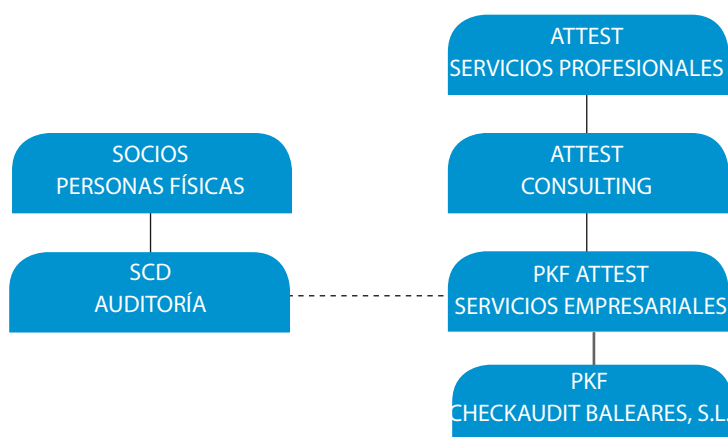 ATTEST
SERVICIOS PROFESIONALES
SOCIOS
PERSONAS FÍSICAS
ATTEST
CONSULTING
SCD
AUDITORÍA
PKF ATTEST
SERVICIOS EMPRESARIALES
PKF
CHECKAUDIT BALEARES, S.L.